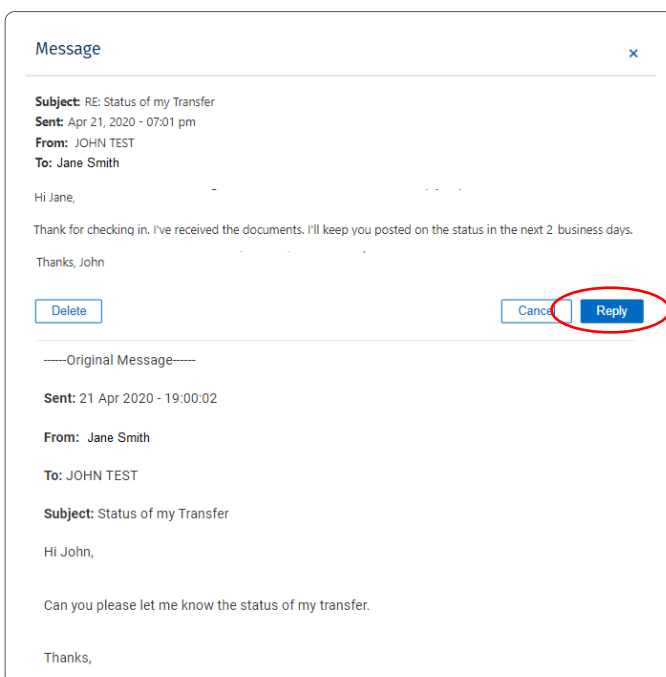 Message
×
Subject: RE: Status of my Transfer
Sent: Apr 21, 2020 - 07:01 pm
From: JOHN TEST
To: Jane Smith
Hi Jane,
Thank for checking in. I've received the documents. I'll keep you posted on the status in the next 2 business days.
Thanks, John
Delete Cancel Reply
------Original Message------
Sent: 21 Apr 2020 - 19:00:02
From: Jane Smith
To: JOHN TEST
Subject: Status of my Transfer
Hi John,
Can you please let me know the status of my transfer.
Thanks,